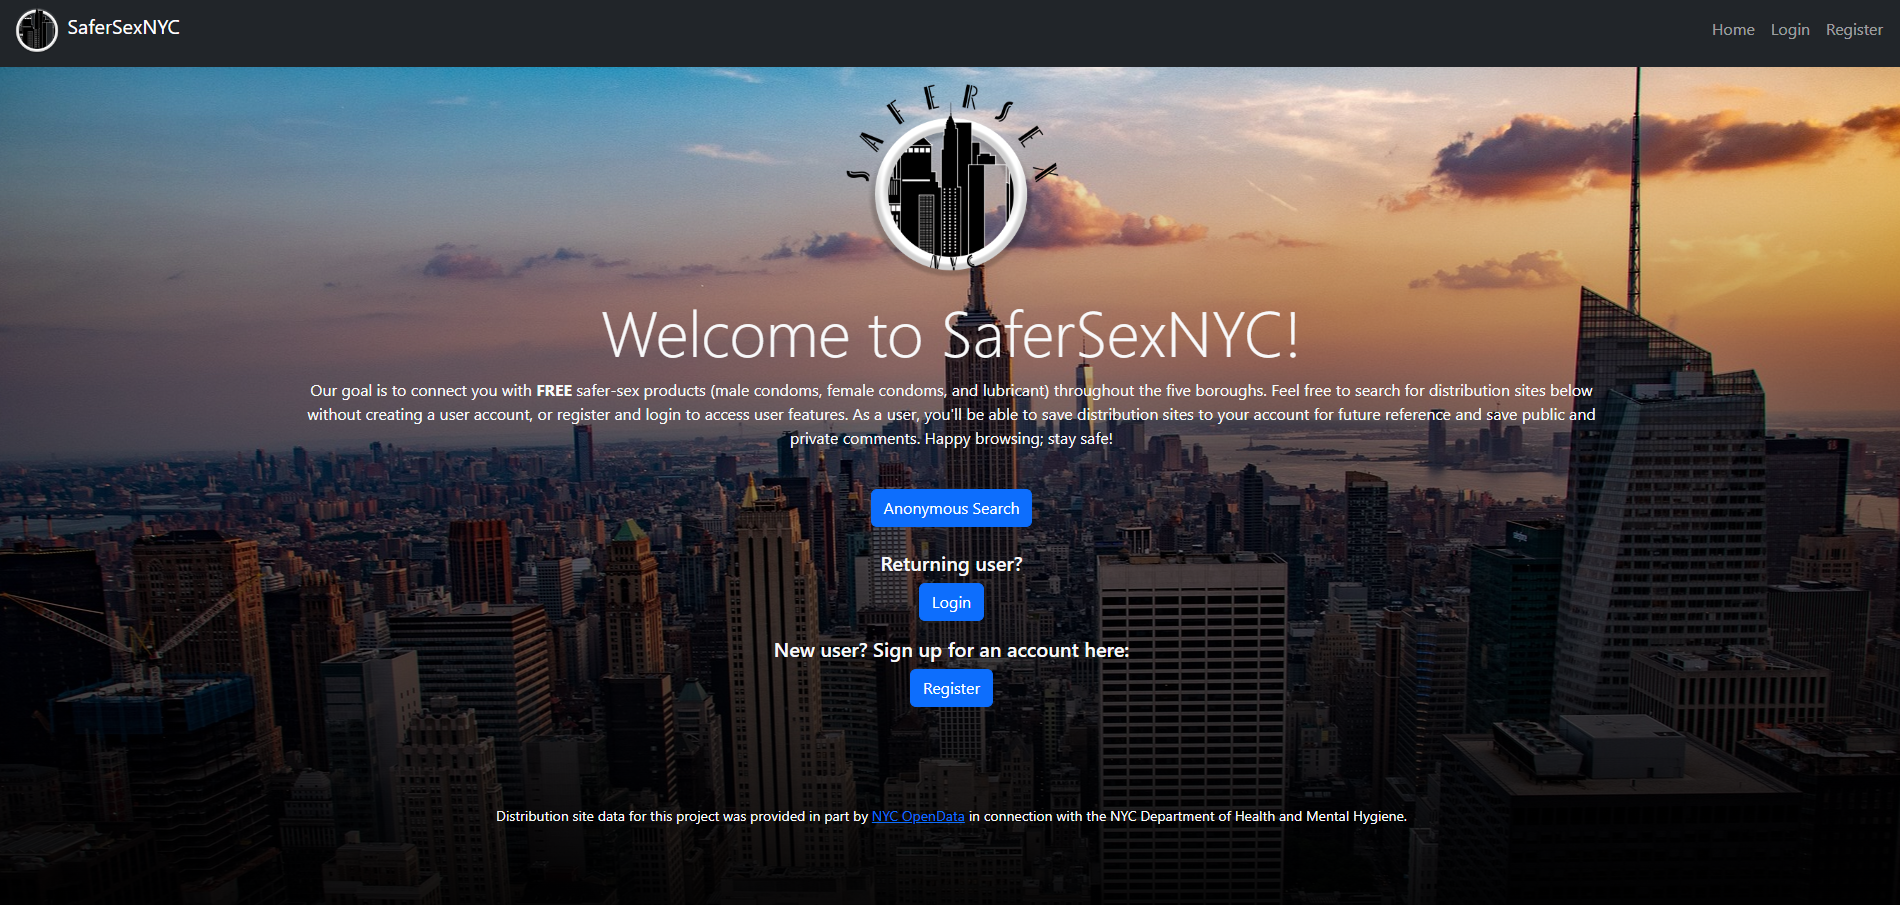 SaferSexNYC
Home Login Register
SAFERSEX
NYC
Welcome to SaferSexNYC!
Our goal is to connect you with FREE safer-sex products (male condoms, female condoms, and lubricant) throughout the five boroughs. Feel free to search for distribution sites below
without creating a user account, or register and login to access user features. As a user, you'll be able to save distribution sites to your account for future reference and save public and
private comments. Happy browsing; stay safe!
Anonymous Search
Returning user?
Login
New user? Sign up for an account here:
Register
Distribution site data for this project was provided in part by NYC OpenData in connection with the NYC Department of Health and Mental Hygiene.